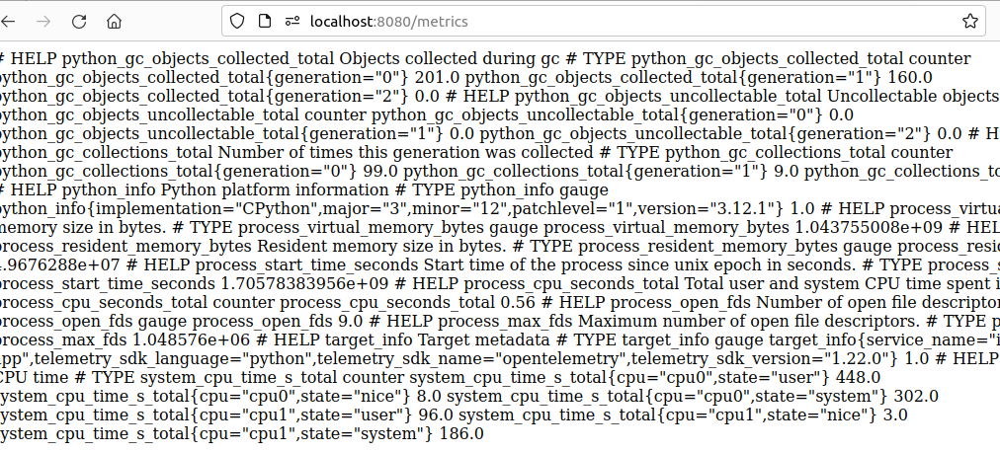 localhost:8080/metrics
# HELP python_gc_objects_collected_total Objects collected during gc # TYPE python_gc_objects_collected_total counter
python_gc_objects_collected_total{generation="0"} 201.0 python_gc_objects_collected_total{generation="1"} 160.0
python_gc_objects_collected_total{generation="2"} 0.0 # HELP python_gc_objects_uncollectable_total Uncollectable objects
python_gc_objects_uncollectable_total counter python_gc_objects_uncollectable_total{generation="0"} 0.0
python_gc_objects_uncollectable_total{generation="1"} 0.0 python_gc_objects_uncollectable_total{generation="2"} 0.0 # H
python_gc_collections_total Number of times this generation was collected # TYPE python_gc_collections_total counter
python_gc_collections_total{generation="0"} 99.0 python_gc_collections_total{generation="1"} 9.0 python_gc_collections_to
# HELP python_info Python platform information # TYPE python_info gauge
python_info{implementation="CPython",major="3",minor="12",patchlevel="1",version="3.12.1"} 1.0 # HELP process_virtua
memory size in bytes. # TYPE process_virtual_memory_bytes gauge process_virtual_memory_bytes 1.043755008e+09 # HEL
process_resident_memory_bytes Resident memory size in bytes. # TYPE process_resident_memory_bytes gauge process_resid
4.9676288e+07 # HELP process_start_time_seconds Start time of the process since unix epoch in seconds. # TYPE process_s
process_start_time_seconds 1.70578383956e+09 # HELP process_cpu_seconds_total Total user and system CPU time spent i
process_cpu_seconds_total counter process_cpu_seconds_total 0.56 # HELP process_open_fds Number of open file descriptor
process_open_fds gauge process_open_fds 9.0 # HELP process_max_fds Maximum number of open file descriptors. # TYPE p
process_max_fds 1.048576e+06 # HELP target_info Target metadata # TYPE target_info gauge target_info{service_name="i
app",telemetry_sdk_language="python",telemetry_sdk_name="opentelemetry",telemetry_sdk_version="1.22.0"} 1.0 # HELP
CPU time # TYPE system_cpu_time_s_total counter system_cpu_time_s_total{cpu="cpu0",state="user"} 448.0
system_cpu_time_s_total{cpu="cpu0",state="nice"} 8.0 system_cpu_time_s_total{cpu="cpu0",state="system"} 302.0
system_cpu_time_s_total{cpu="cpu1",state="user"} 96.0 system_cpu_time_s_total{cpu="cpu1",state="nice"} 3.0
system_cpu_time_s_total{cpu="cpu1",state="system"} 186.0